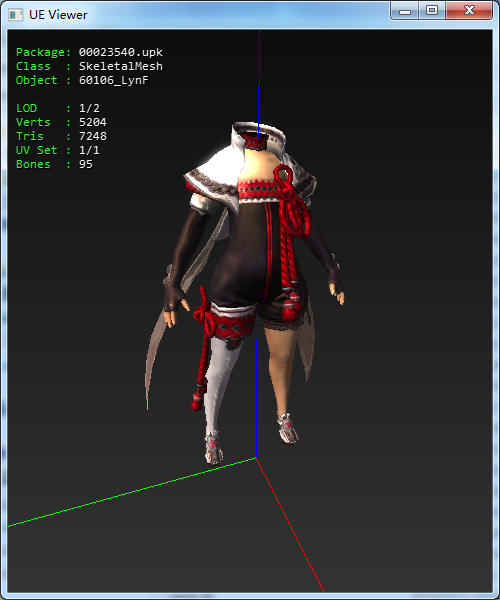 UE Viewer
Package: 00023540.upk
Class : SkeletalMesh
Object : 60106_LynF
LOD : 1/2
Verts : 5204
Tris : 7248
UV Set : 1/1
Bones : 95